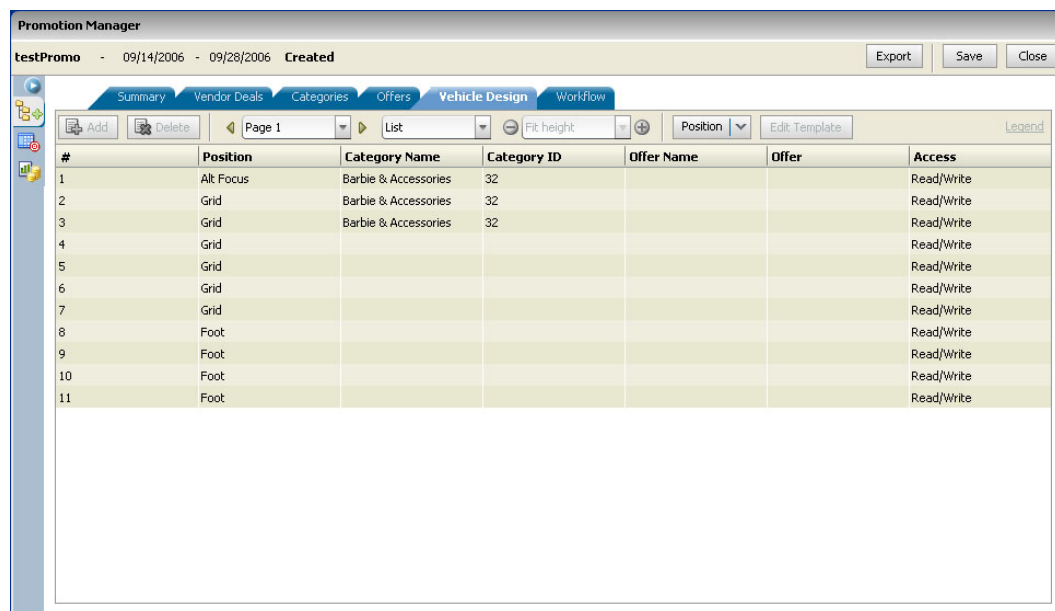 Promotion Manager
testPromo - 09/14/2006 - 09/28/2006 Created Export Save Close
Summary Vendor Deals Categories Offers Vehicle Design Workflow
Add Delete Page 1 List Fit height Position Edit Template Legend
# Position Category Name Category ID Offer Name Offer Access
1 Alt Focus Barbie & Accessories 32 Read/Write
2 Grid Barbie & Accessories 32 Read/Write
3 Grid Barbie & Accessories 32 Read/Write
4 Grid Read/Write
5 Grid Read/Write
6 Grid Read/Write
7 Grid Read/Write
8 Foot Read/Write
9 Foot Read/Write
10 Foot Read/Write
11 Foot Read/Write